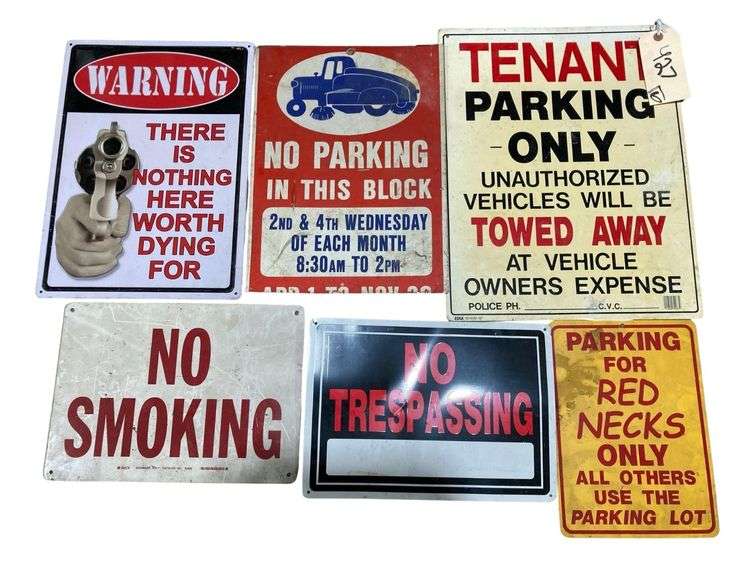 WARNING
THERE
IS
NOTHING
HERE
WORTH
DYING
FOR
NO PARKING
IN THIS BLOCK
2ND & 4TH WEDNESDAY
OF EACH MONTH
8:30AM TO 2PM
TENANT
PARKING
- ONLY -
UNAUTHORIZED
VEHICLES WILL BE
TOWED AWAY
AT VEHICLE
OWNERS EXPENSE
POLICE PH. C.V.C.
NO
SMOKING
NO
TRESPASSING
PARKING
FOR
RED
NECKS
ONLY
ALL OTHERS
USE THE
PARKING LOT